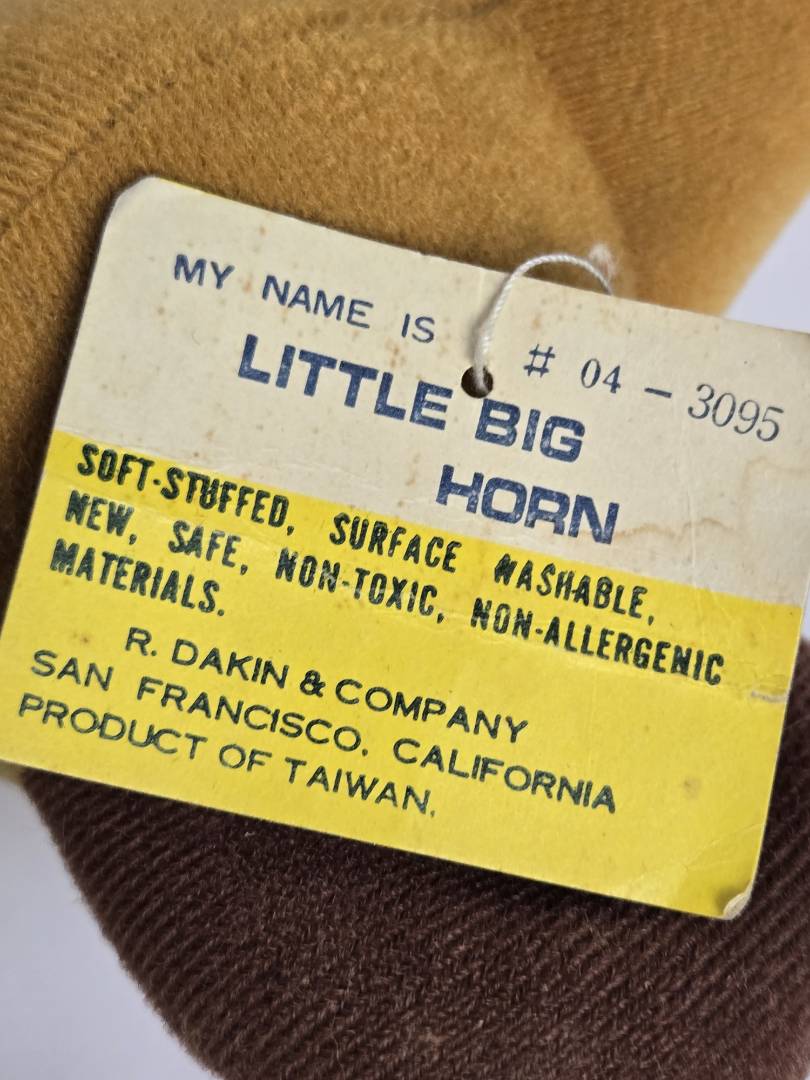 MY NAME IS
# 04 - 3095
LITTLE BIG
HORN
SOFT-STUFFED, SURFACE WASHABLE,
NEW, SAFE, NON-TOXIC, NON-ALLERGENIC
MATERIALS.
R. DAKIN & COMPANY
SAN FRANCISCO, CALIFORNIA
PRODUCT OF TAIWAN.